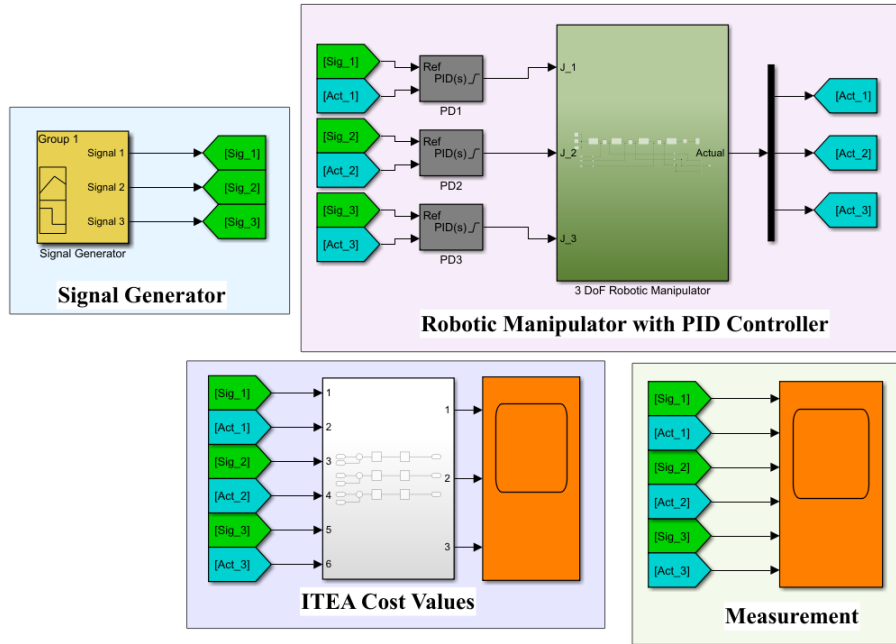 Group 1
Signal 1
Signal 2
Signal 3
[Sig_1]
[Sig_2]
[Sig_3]
Signal Generator
Signal Generator
[Sig_1]
[Act_1]
Ref
PID(s)
PD1
[Sig_2]
[Act_2]
Ref
PID(s)
PD2
[Sig_3]
[Act_3]
Ref
PID(s)
PD3
J_1
J_2
J_3
Actual
3 DoF Robotic Manipulator
[Act_1]
[Act_2]
[Act_3]
Robotic Manipulator with PID Controller
[Sig_1]
[Act_1]
[Sig_2]
[Act_2]
[Sig_3]
[Act_3]
1
2
3
4
5
6
1
2
3
ITEA Cost Values
[Sig_1]
[Act_1]
[Sig_2]
[Act_2]
[Sig_3]
[Act_3]
Measurement